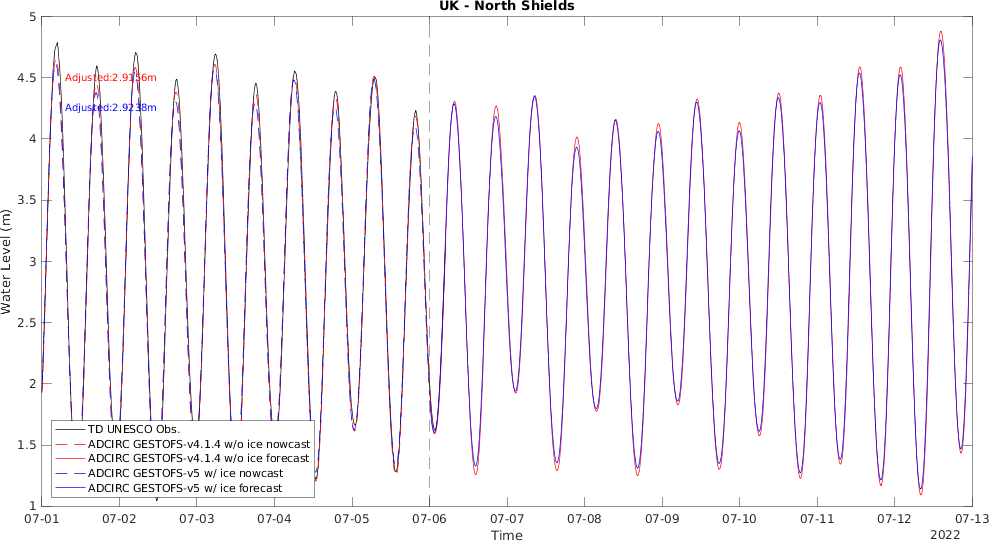 UK - North Shields
5
4.5
4
3.5
3
2.5
2
1.5
1
Water Level (m)
Adjusted:2.9156m
Adjusted:2.9238m
TD UNESCO Obs.
ADCIRC GESTOFS-v4.1.4 w/o ice nowcast
ADCIRC GESTOFS-v4.1.4 w/o ice forecast
ADCIRC GESTOFS-v5 w/ ice nowcast
ADCIRC GESTOFS-v5 w/ ice forecast
07-01 07-02 07-03 07-04 07-05 07-06 07-07 07-08 07-09 07-10 07-11 07-12 07-13
Time
2022